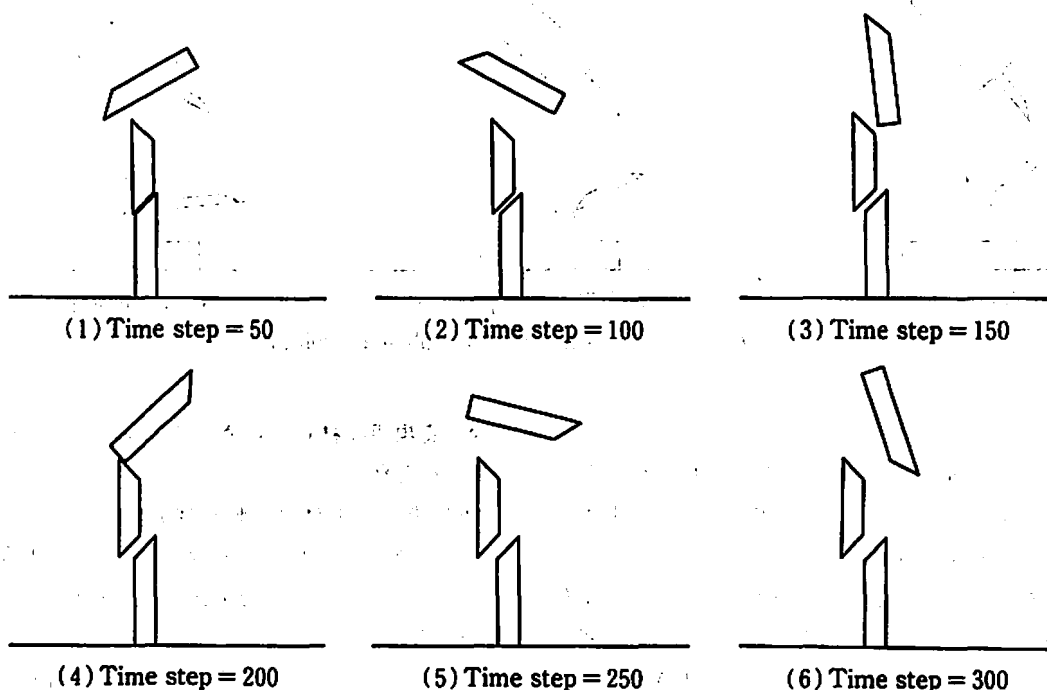 (1) Time step = 50
(2) Time step = 100
(3) Time step = 150
(4) Time step = 200
(5) Time step = 250
(6) Time step = 300